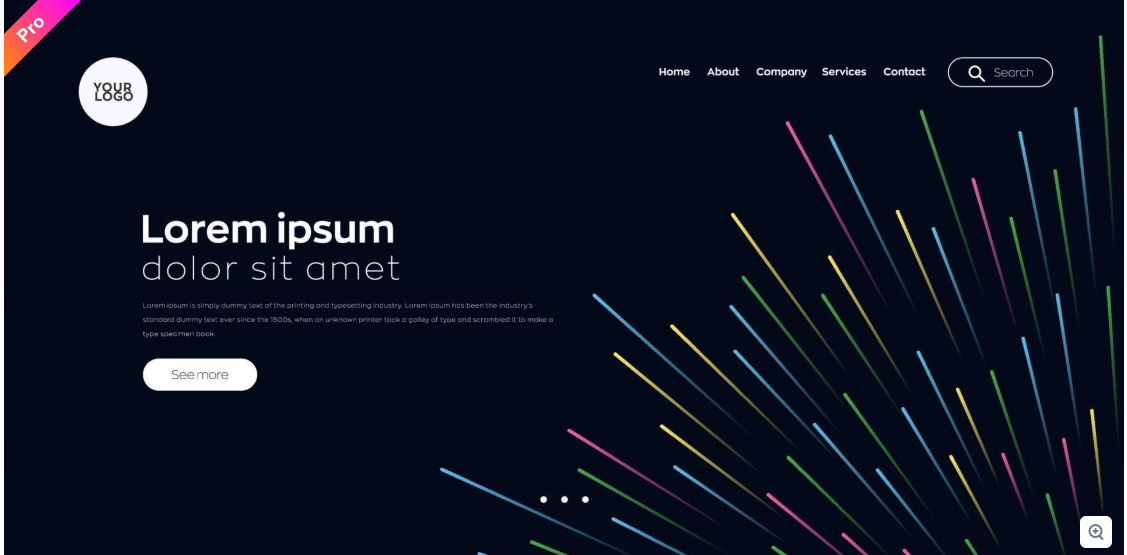 Pro
YOUR
LOGO
Home About Company Services Contact Search
Lorem ipsum
dolor sit amet
Lorem Ipsum is simply dummy text of the printing and typesetting industry. Lorem Ipsum has been the industry's
standard dummy text ever since the 1500s, when an unknown printer took a galley of type and scrambled it to make a
type specimen book.
See more